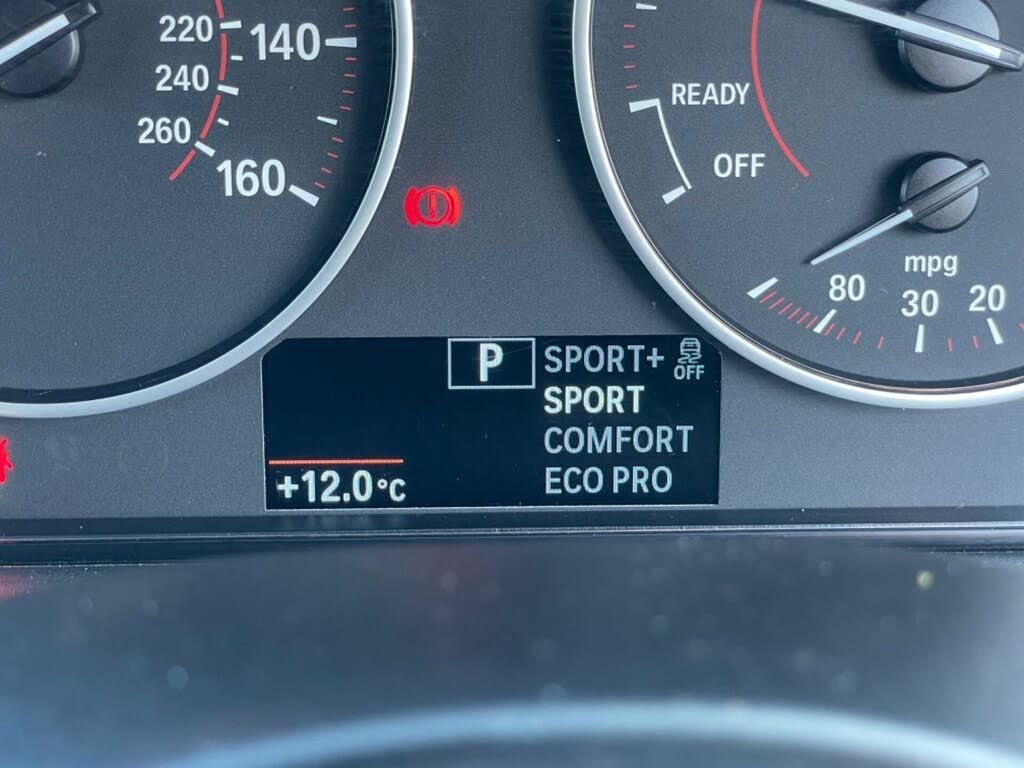 220
140
240
260
160
READY
OFF
mpg
80
30
20
P
SPORT+
OFF
SPORT
COMFORT
ECO PRO
+12.0°C